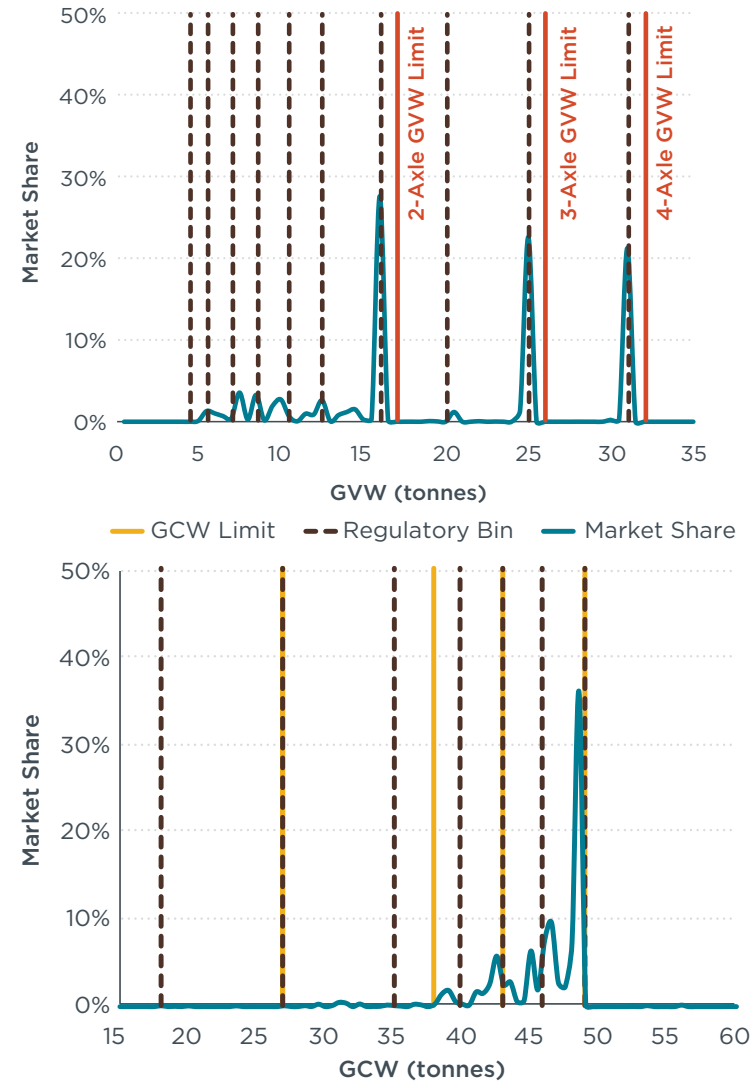 50%
40%
30%
20%
10%
0%
Market Share
2-Axle GVW Limit
3-Axle GVW Limit
4-Axle GVW Limit
0 5 10 15 20 25 30 35
GVW (tonnes)
GCW Limit Regulatory Bin Market Share
50%
40%
30%
20%
10%
0%
Market Share
15 20 25 30 35 40 45 50 55 60
GCW (tonnes)